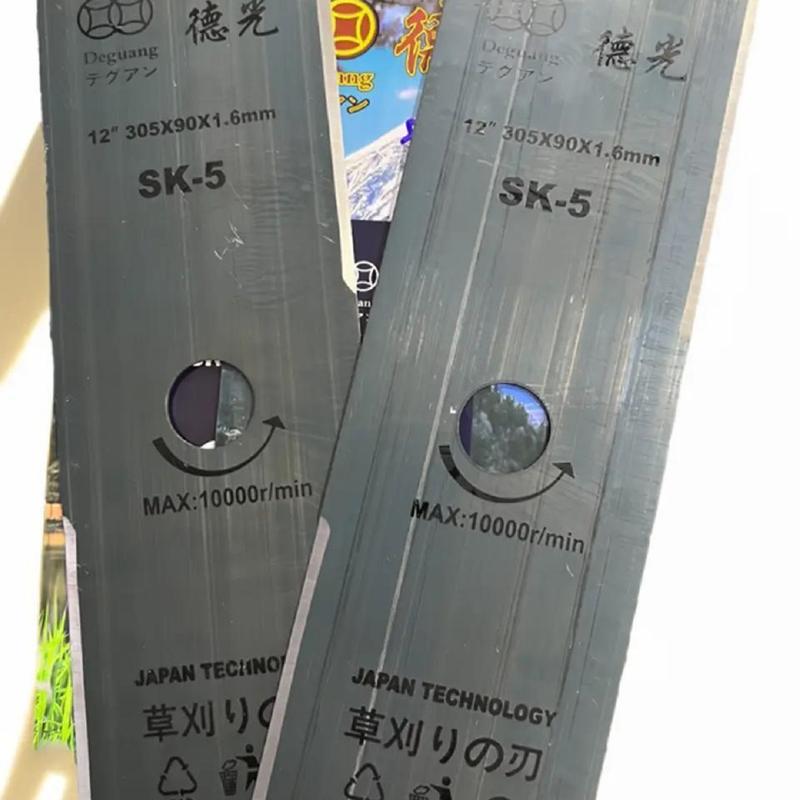 德光
Deguang
テグアン
12" 305X90X1.6mm
SK-5
MAX:10000r/min
JAPAN TECHNOL
草刈りの
ung
德光
Deguang
テグアン
12" 305X90X1.6mm
SK-5
MAX:10000r/min
JAPAN TECHNOLOGY
草刈りの刃